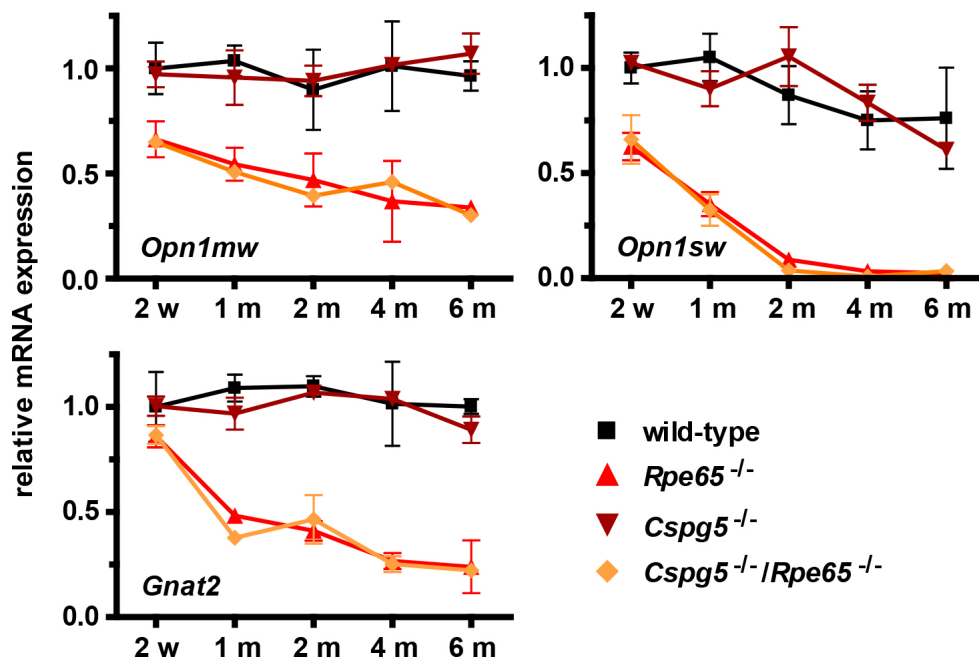 relative mRNA expression
1.0
0.5
0.0
Opn1mw
2 w 1 m 2 m 4 m 6 m
1.0
0.5
0.0
Opn1sw
2 w 1 m 2 m 4 m 6 m
1.0
0.5
0.0
Gnat2
2 w 1 m 2 m 4 m 6 m
wild-type
Rpe65 -/-
Cspg5 -/-
Cspg5 -/- /Rpe65 -/-